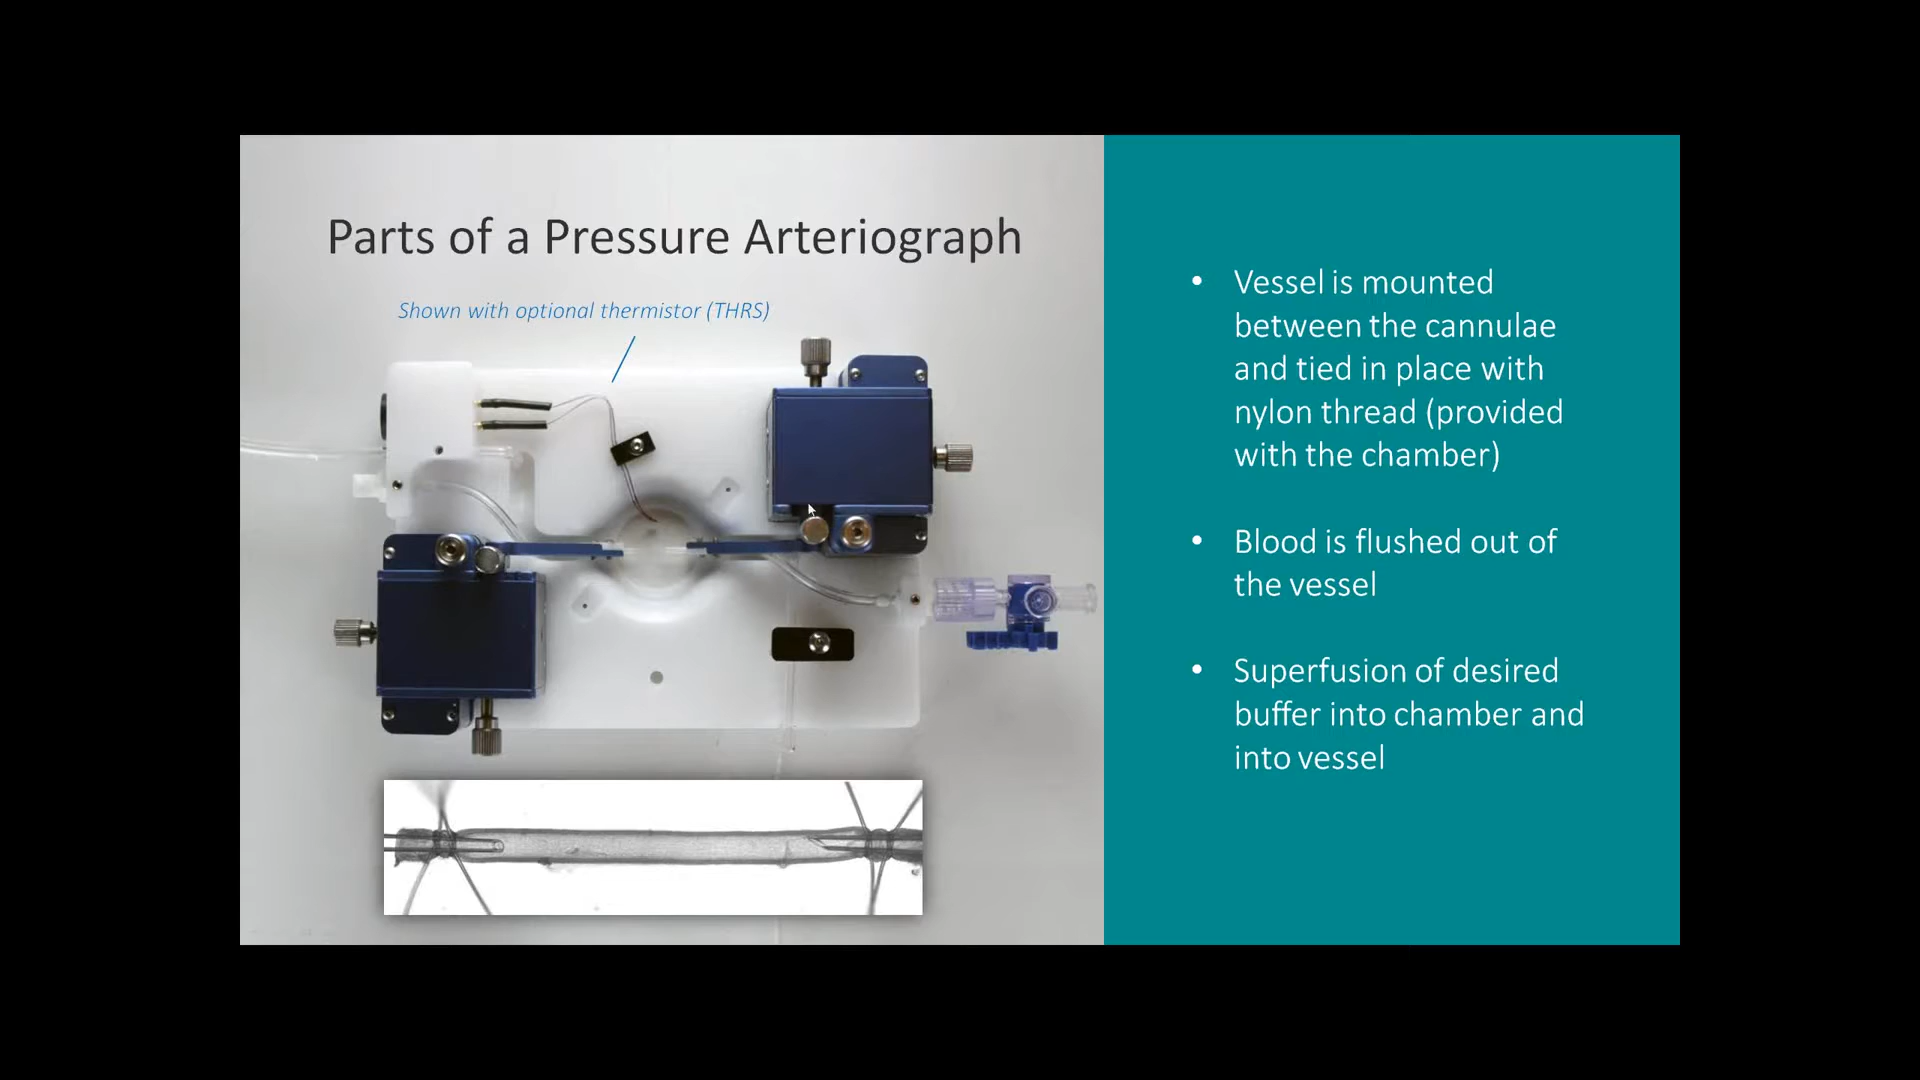 Parts of a Pressure Arteriograph
Shown with optional thermistor (THRS)
• Vessel is mounted
between the cannulae
and tied in place with
nylon thread (provided
with the chamber)
• Blood is flushed out of
the vessel
• Superfusion of desired
buffer into chamber and
into vessel